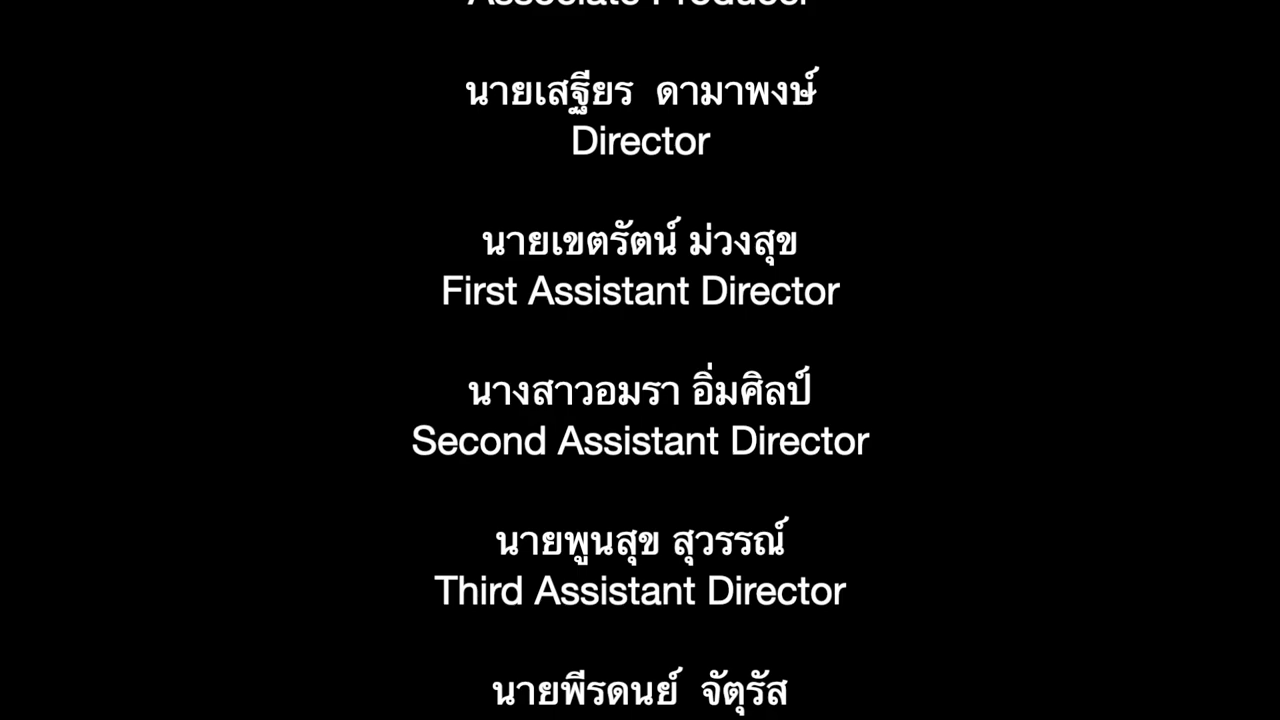 Associate Producer
นายเสฐียร ดามาพงษ์
Director
นายเขตรัตน์ ม่วงสุข
First Assistant Director
นางสาวอมรา อิ่มศิลป์
Second Assistant Director
นายพูนสุข สุวรรณ์
Third Assistant Director
นายพีรดนย์ จัตุรัส